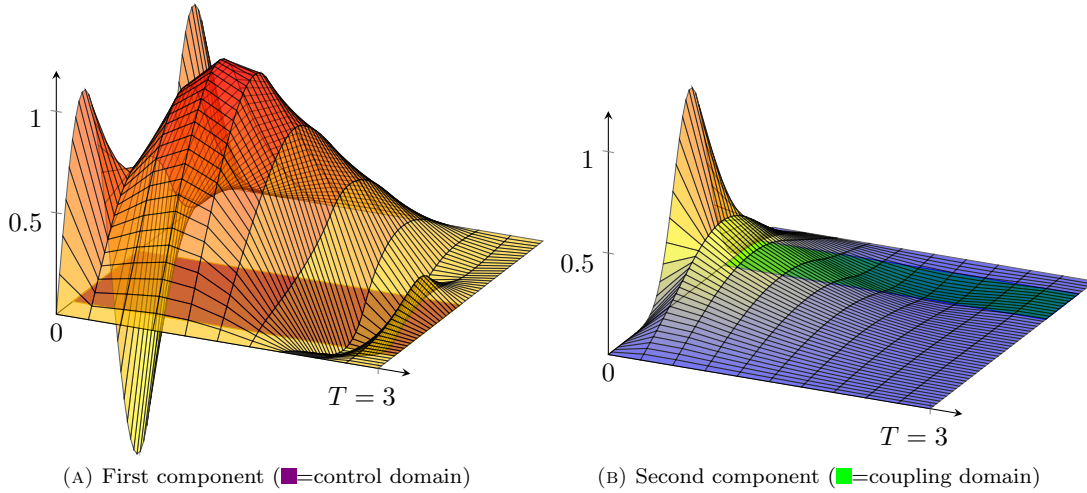 1
0.5
0
T = 3
(A) First component (■=control domain)
1
0.5
0
T = 3
(B) Second component (■=coupling domain)